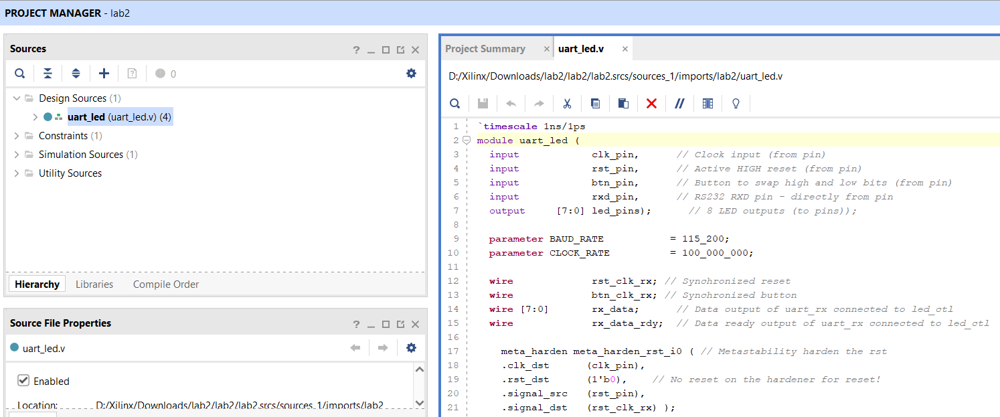 PROJECT MANAGER - lab2
Sources
? _
0
Design Sources (1)
uart_led (uart_led.v) (4)
Constraints (1)
Simulation Sources (1)
Utility Sources
Hierarchy Libraries Compile Order
Source File Properties
? _
uart_led.v
Enabled
Location: D:/Xilinx/Downloads/lab2/lab2/lab2.srcs/sources_1/imports/lab2
Project Summary × uart_led.v ×
D:/Xilinx/Downloads/lab2/lab2/lab2.srcs/sources_1/imports/lab2/uart_led.v
1 `timescale 1ns/1ps
2 module uart_led (
3 input clk_pin, // Clock input (from pin)
4 input rst_pin, // Active HIGH reset (from pin)
5 input btn_pin, // Button to swap high and low bits (from pin)
6 input rxd_pin, // RS232 RXD pin - directly from pin
7 output [7:0] led_pins); // 8 LED outputs (to pins));
8
9 parameter BAUD_RATE = 115_200;
10 parameter CLOCK_RATE = 100_000_000;
11
12 wire rst_clk_rx; // Synchronized reset
13 wire btn_clk_rx; // Synchronized button
14 wire [7:0] rx_data; // Data output of uart_rx connected to led_ctl
15 wire rx_data_rdy; // Data ready output of uart_rx connected to led_ctl
16
17 meta_harden meta_harden_rst_i0 ( // Metastability harden the rst
18 .clk_dst (clk_pin),
19 .rst_dst (1'b0), // No reset on the hardener for reset!
20 .signal_src (rst_pin),
21 .signal_dst (rst_clk_rx) );